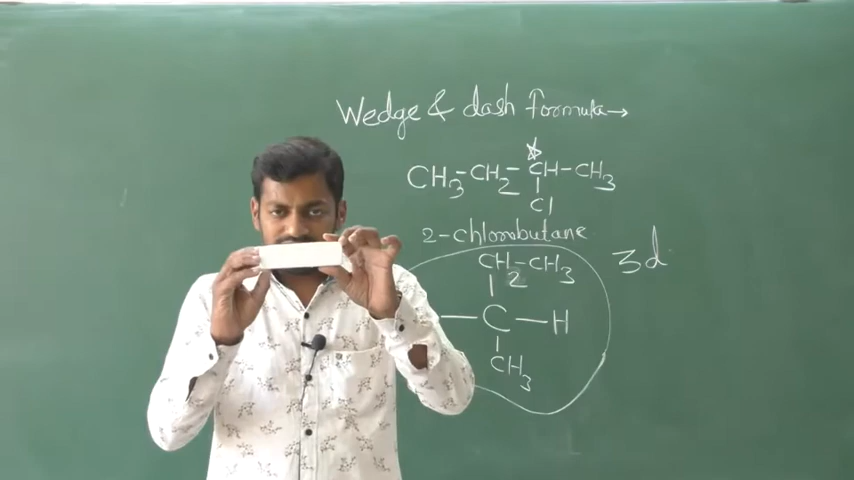 Wedge & dash formula→
CH3-CH2-CH-CH3
Cl
2-chlorobutane
CH2-CH3
3d
C-H
CH3